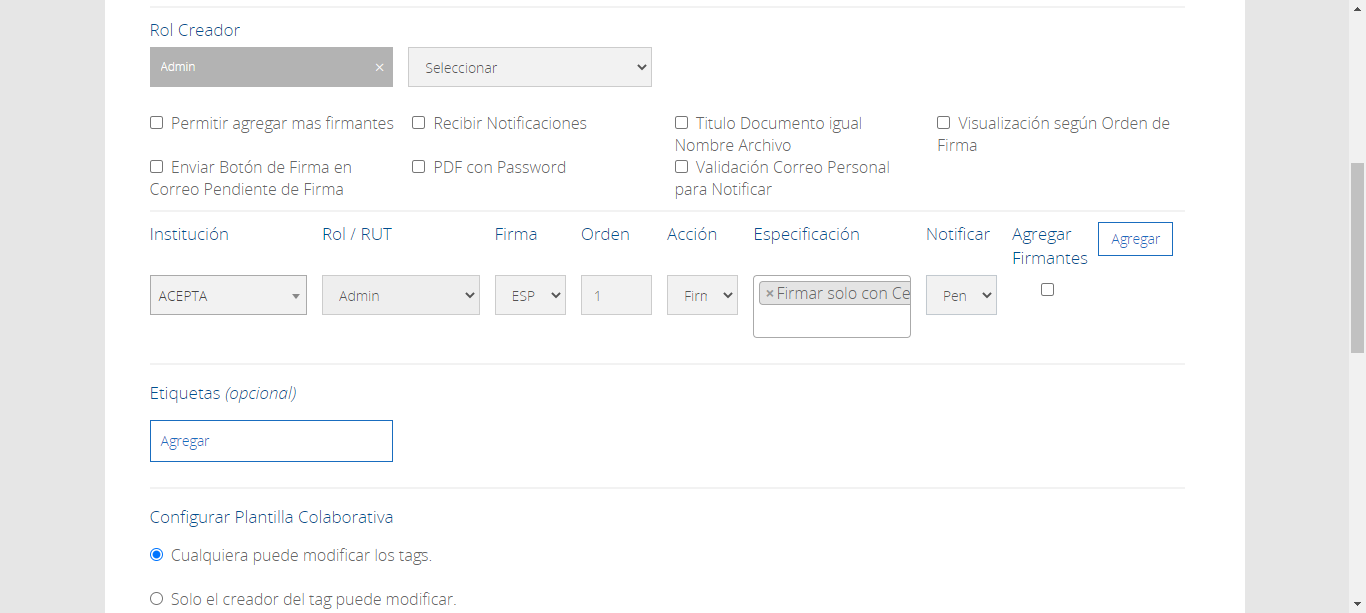 Rol Creador
Admin × Seleccionar
Permitir agregar mas firmantes Recibir Notificaciones Titulo Documento igual Nombre Archivo Visualización según Orden de Firma
Enviar Botón de Firma en Correo Pendiente de Firma PDF con Password Validación Correo Personal para Notificar
Institución Rol / RUT Firma Orden Acción Especificación Notificar Agregar Firmantes Agregar
ACEPTA Admin ESP 1 Firn × Firmar solo con Ce Pen
Etiquetas (opcional)
Agregar
Configurar Plantilla Colaborativa
Cualquiera puede modificar los tags.
Solo el creador del tag puede modificar.